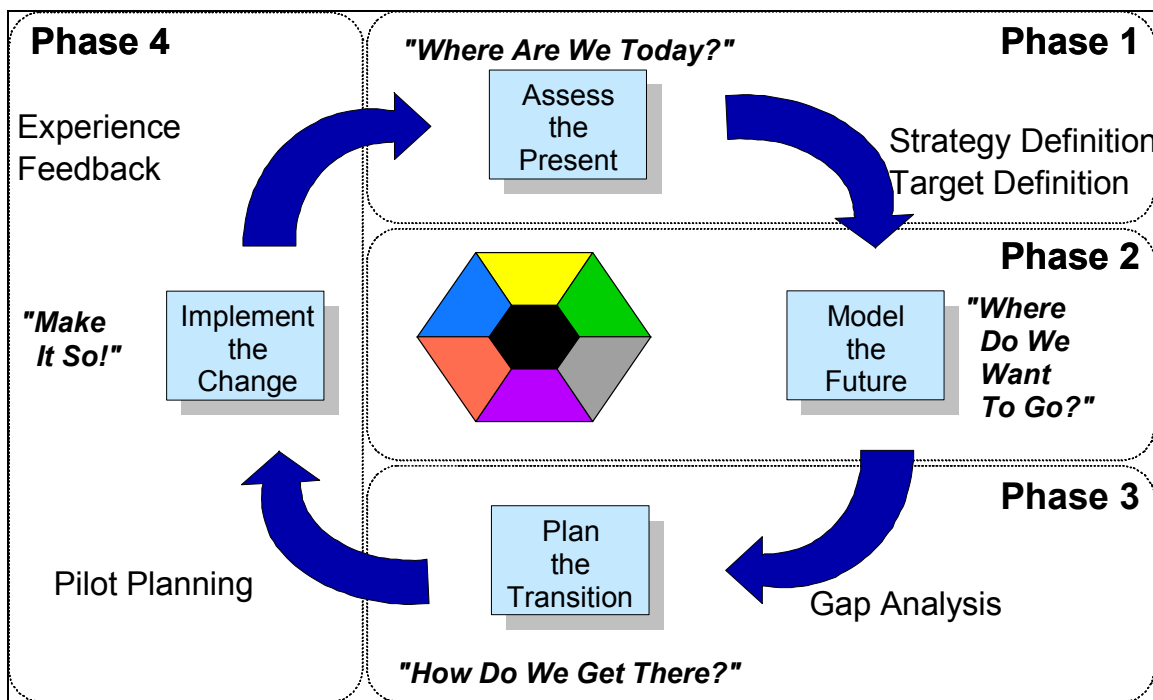 Phase 4
Experience
Feedback
"Make
It So!"
Implement
the
Change
Pilot Planning
Phase 1
"Where Are We Today?"
Assess
the
Present
Strategy Definition
Target Definition
Phase 2
Model
the
Future
"Where
Do We
Want
To Go?"
Phase 3
Plan
the
Transition
Gap Analysis
"How Do We Get There?"